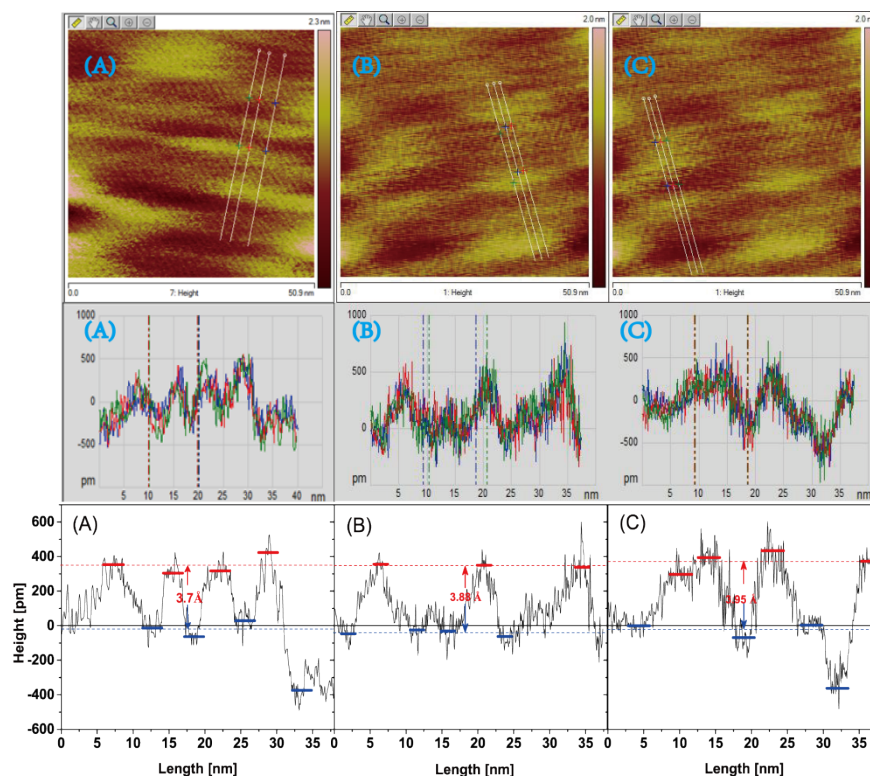 2.3 nm
(A)
0.0
7: Height
50.9 nm
2.0 nm
(B)
0.0
1: Height
50.9 nm
2.0 n
(C)
0.0
1: Height
50.9 nm
1000
(A)
500
0
-500
pm
5 10 15 20 25 30 35 40 nm
1000
(B)
500
0
pm
5 10 15 20 25 30 35 nm
1000
(C)
500
0
-500
pm
5 10 15 20 25 30 35 nm
Height [pm]
600
400
200
0
-200
-400
-600
(A)
3.7Å
0 5 10 15 20 25 30 35
Length [nm]
(B)
3.88 Å
5 10 15 20 25 30 35
Length [nm]
(C)
3.95 Å
0 5 10 15 20 25 30 35
Length [nm]